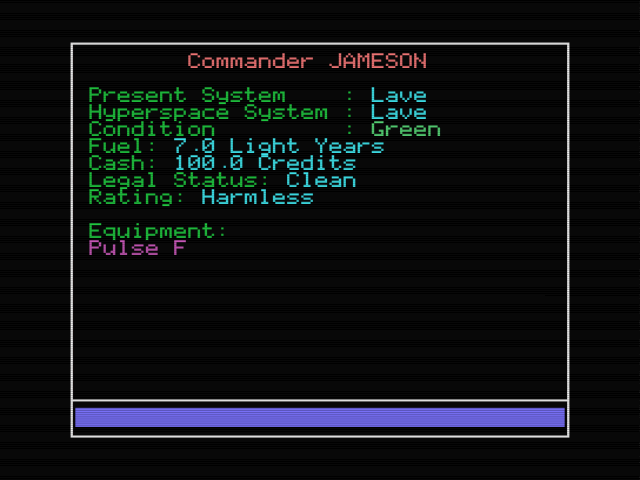 Commander JAMESON
Present System : Lave
Hyperspace System : Lave
Condition : Green
Fuel: 7.0 Light Years
Cash: 100.0 Credits
Legal Status: Clean
Rating: Harmless
Equipment:
Pulse F